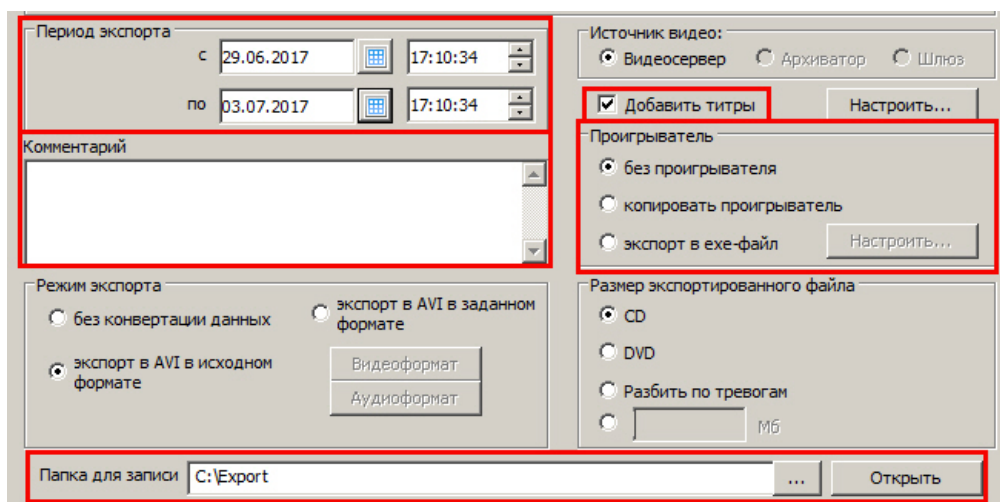 Период экспорта
с 29.06.2017 17:10:34
по 03.07.2017 17:10:34
Комментарий
Режим экспорта
без конвертации данных
экспорт в AVI в заданном
формате
экспорт в AVI в исходном
формате
Видеоформат
Аудиоформат
Источник видео:
Видеосервер Архиватор Шлюз
Добавить титры Настроить...
Проигрыватель
без проигрывателя
копировать проигрыватель
экспорт в exe-файл Настроить...
Размер экспортированного файла
CD
DVD
Разбить по тревогам
Мб
Папка для записи C:\Export ... Открыть